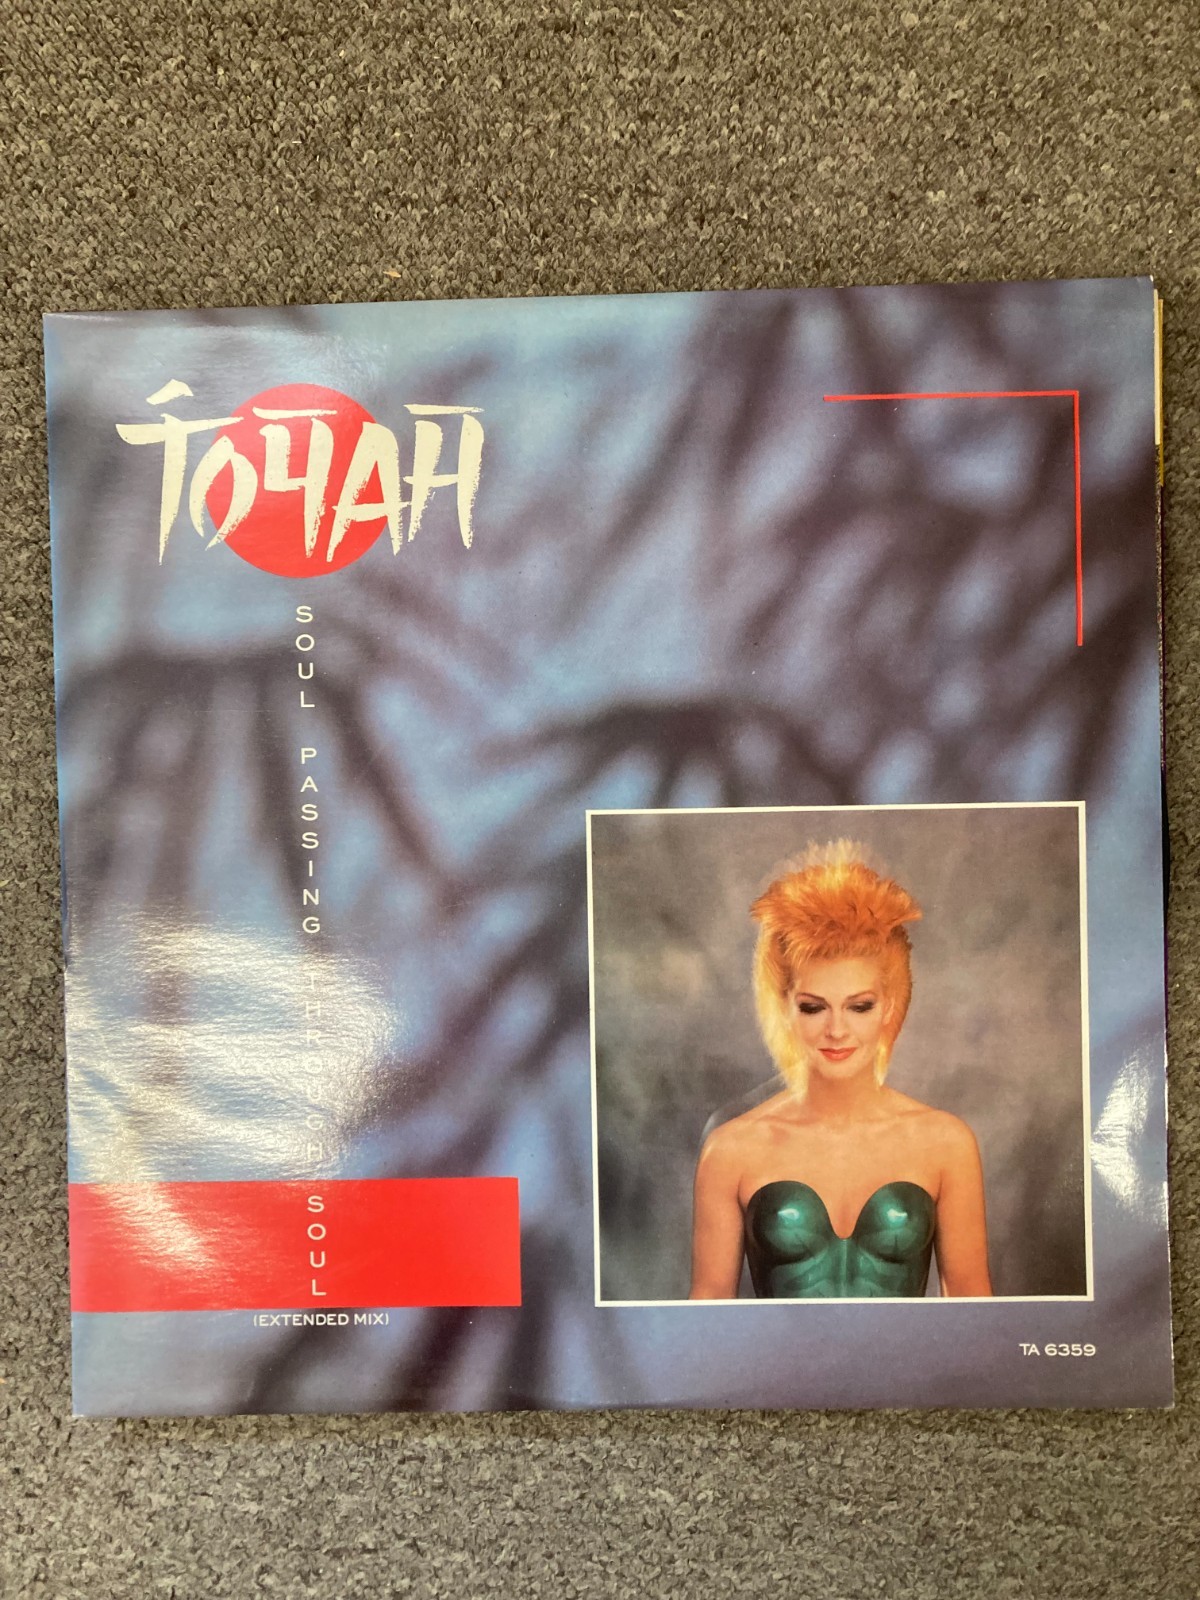 TOYAH
SOUL PASSING THROUGH SOUL
(EXTENDED MIX)
TA 6359